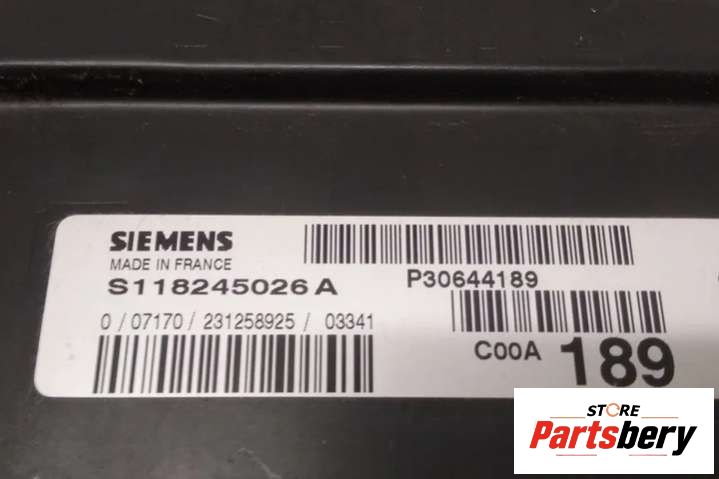 SIEMENS
MADE IN FRANCE
S118245026 A
P30644189
0 / 07170 / 231258925 / 03341
C00A 189
STORE
Partsbery